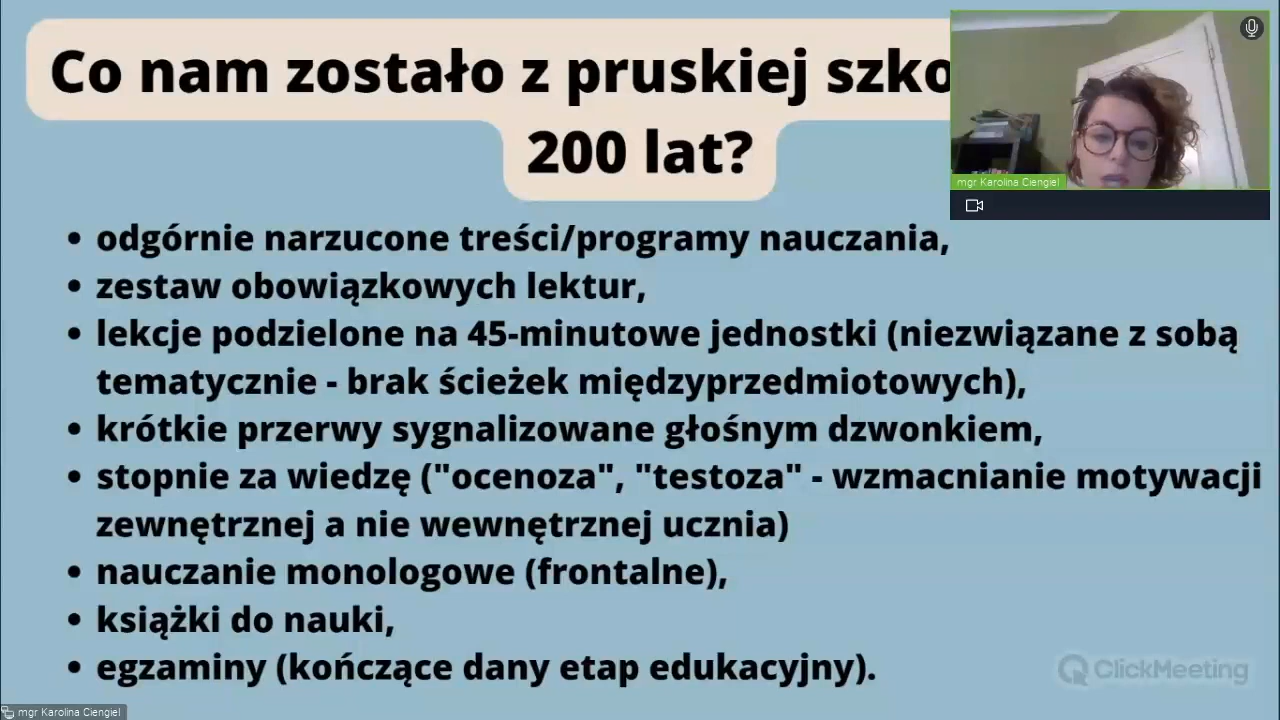 Co nam zostało z pruskiej
200 lat?
mgr Karolina Ciengiel
• odgórnie narzucone treści/programy nauczania,
• zestaw obowiązkowych lektur,
• lekcje podzielone na 45-minutowe jednostki (niezwiązane z sobą
tematycznie - brak ścieżek międzyprzedmiotowych),
• krótkie przerwy sygnalizowane głośnym dzwonkiem,
• stopnie za wiedzę ("ocenoza", "testoza" - wzmacnianie motywacji
zewnętrznej a nie wewnętrznej ucznia)
• nauczanie monologowe (frontalne),
• książki do nauki,
• egzaminy (kończące dany etap edukacyjny).
ClickMeeting
mgr Karolina Ciengiel